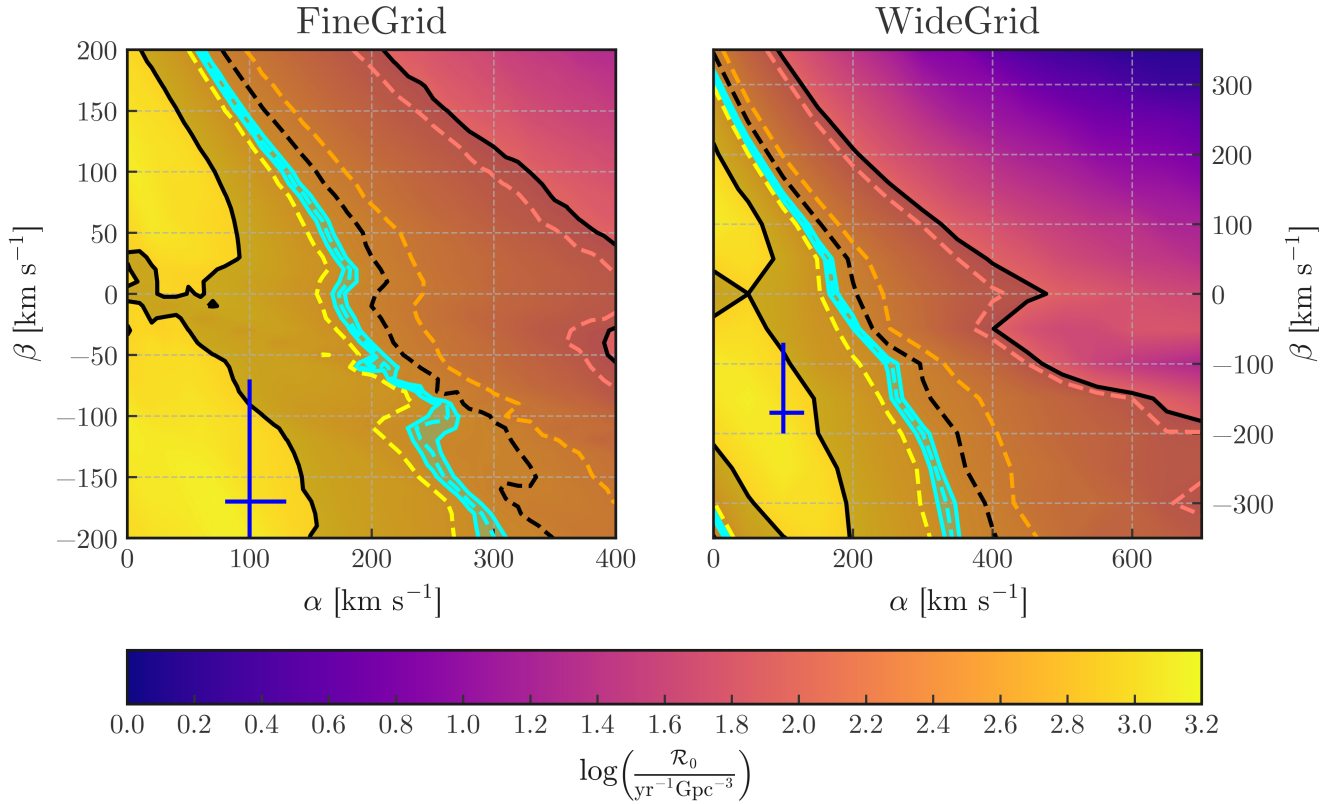 FineGrid
WideGrid
200
150
100
50
0
−50
−100
−150
−200
β [km s⁻¹]
0 100 200 300 400
α [km s⁻¹]
300
200
100
0
−100
−200
−300
β [km s⁻¹]
0 200 400 600
α [km s⁻¹]
0.0 0.2 0.4 0.6 0.8 1.0 1.2 1.4 1.6 1.8 2.0 2.2 2.4 2.6 2.8 3.0 3.2
log(ℛ₀ / yr⁻¹Gpc⁻³)